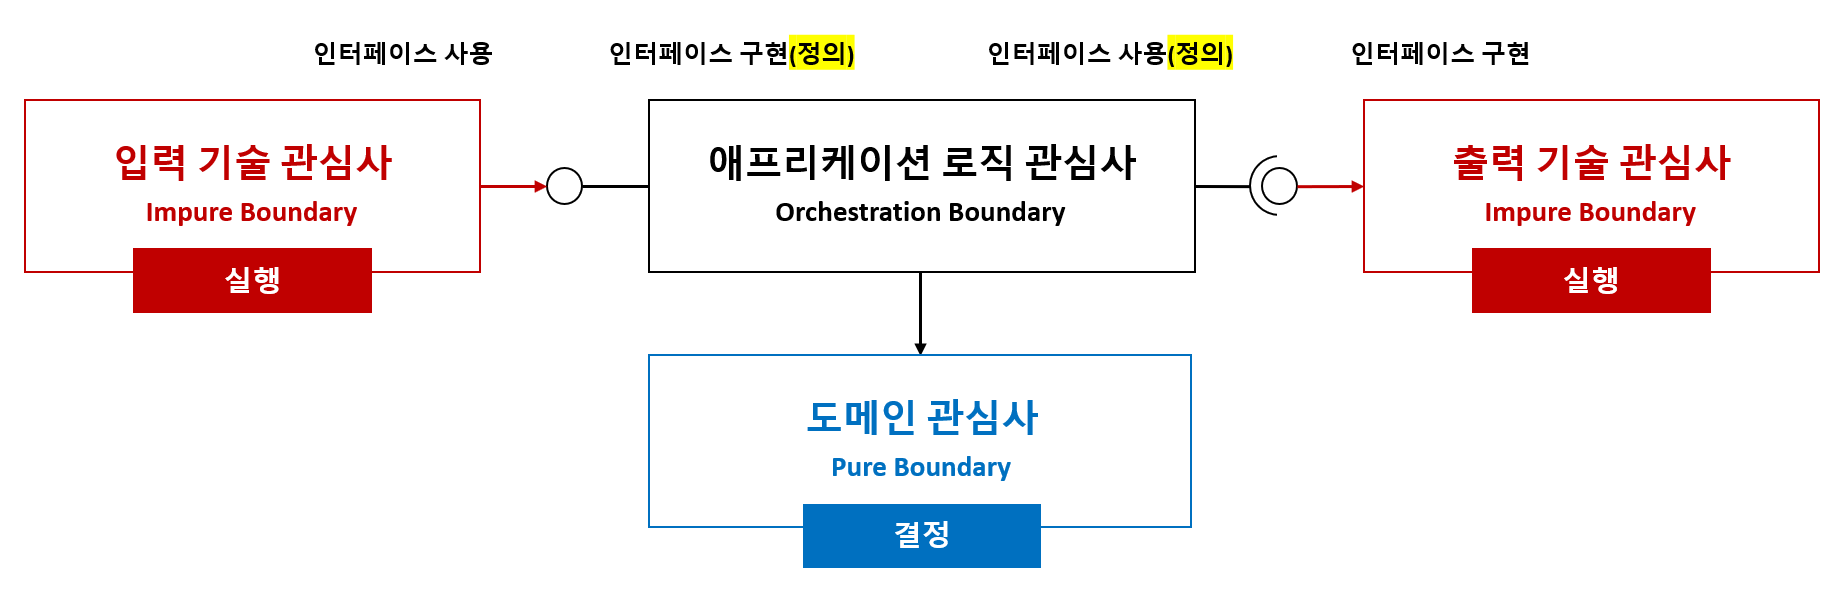 인터페이스 사용
인터페이스 구현(정의)
인터페이스 사용(정의)
인터페이스 구현
입력 기술 관심사
Impure Boundary
실행
애프리케이션 로직 관심사
Orchestration Boundary
출력 기술 관심사
Impure Boundary
실행
도메인 관심사
Pure Boundary
결정